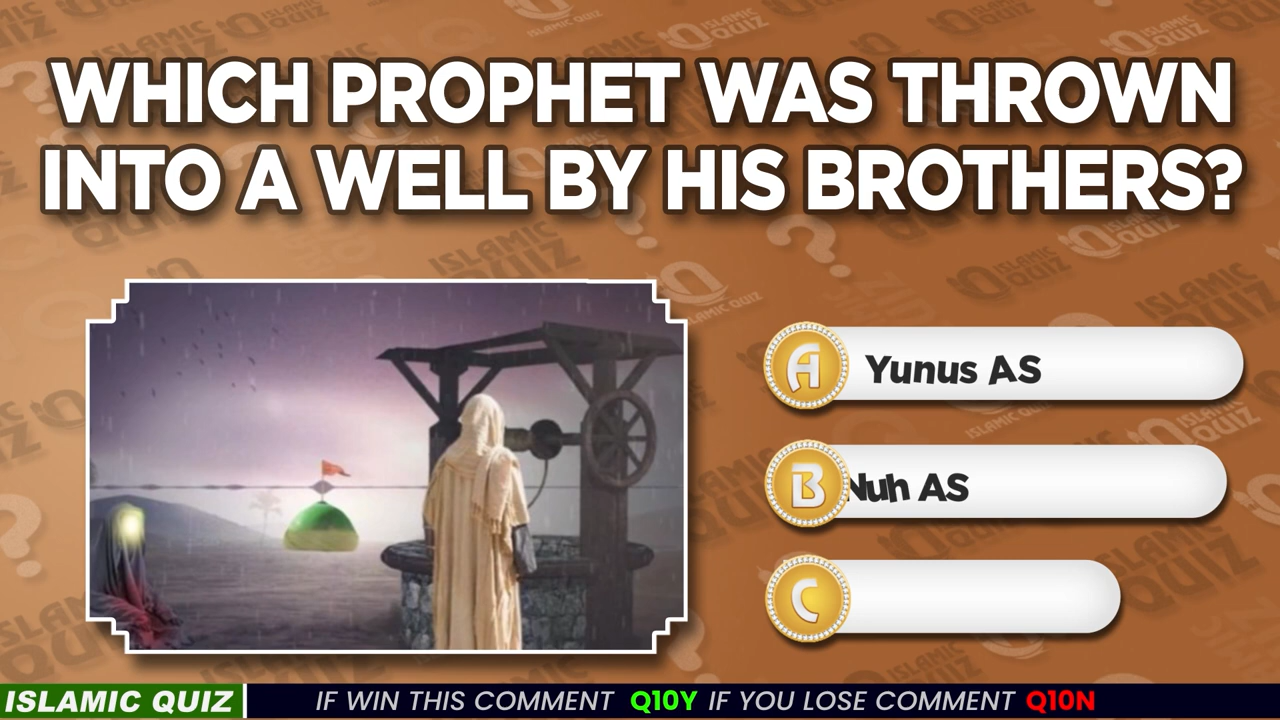 WHICH PROPHET WAS THROWN
INTO A WELL BY HIS BROTHERS?
A Yunus AS
B Nuh AS
C
ISLAMIC QUIZ
IF WIN THIS COMMENT Q10Y IF YOU LOSE COMMENT Q10N